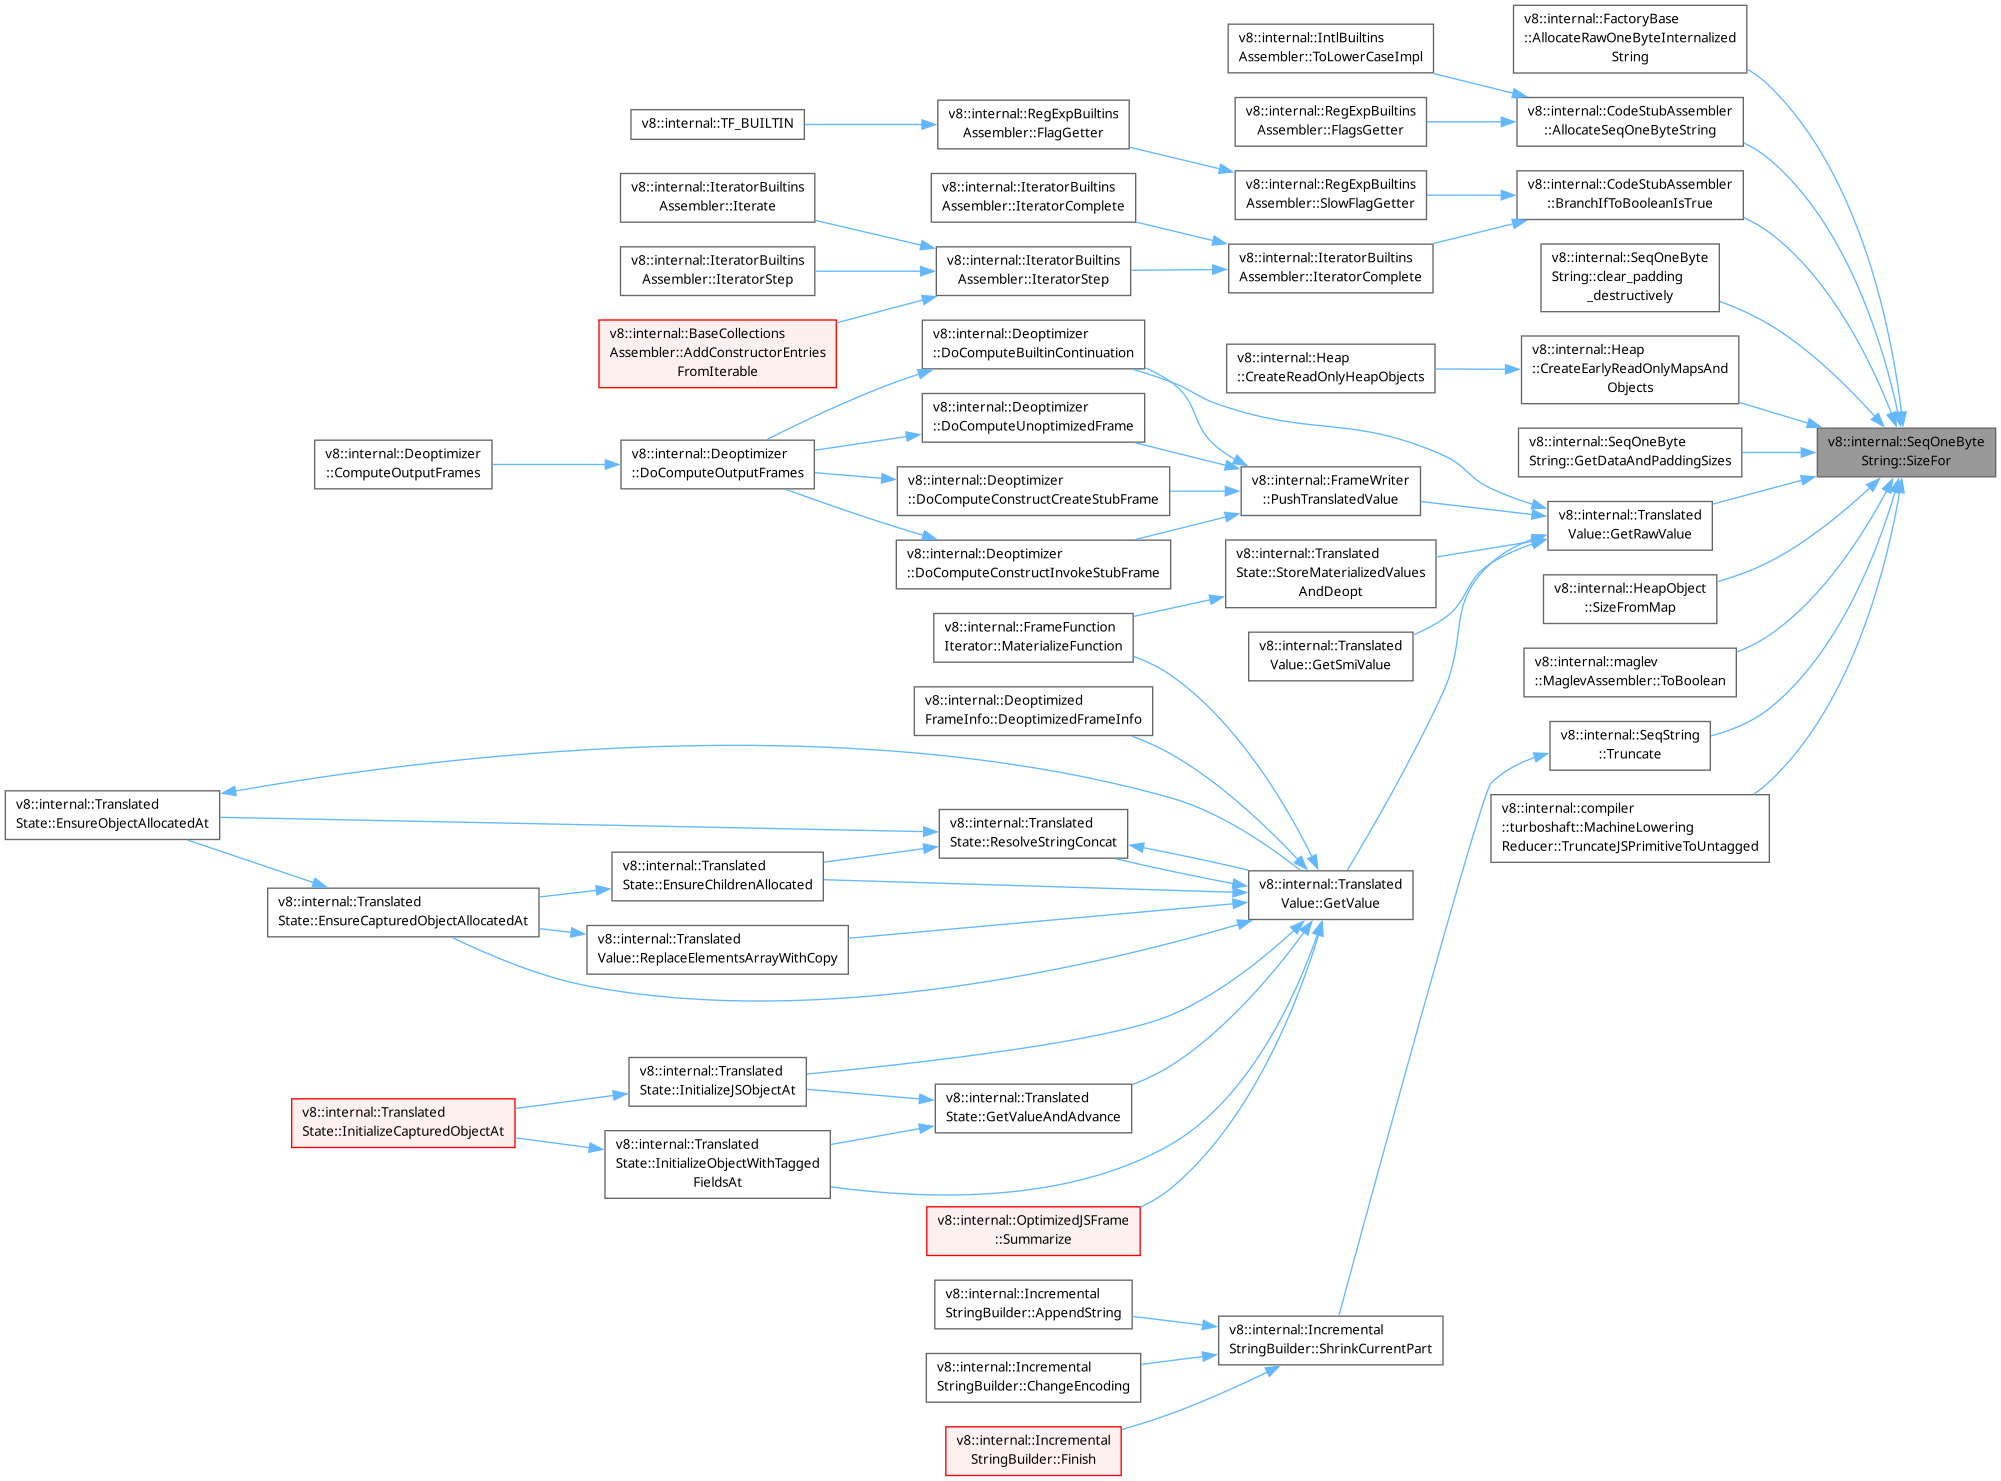 v8::internal::FactoryBase
::AllocateRawOneByteInternalized
String
v8::internal::IntlBuiltins
Assembler::ToLowerCaseImpl
v8::internal::TF_BUILTIN
v8::internal::RegExpBuiltins
Assembler::FlagGetter
v8::internal::RegExpBuiltins
Assembler::FlagsGetter
v8::internal::CodeStubAssembler
::AllocateSeqOneByteString
v8::internal::IteratorBuiltins
Assembler::Iterate
v8::internal::IteratorBuiltins
Assembler::IteratorComplete
v8::internal::RegExpBuiltins
Assembler::SlowFlagGetter
v8::internal::CodeStubAssembler
::BranchIfToBooleanIsTrue
v8::internal::IteratorBuiltins
Assembler::IteratorStep
v8::internal::IteratorBuiltins
Assembler::IteratorStep
v8::internal::IteratorBuiltins
Assembler::IteratorComplete
v8::internal::SeqOneByte
String::clear_padding
_destructively
v8::internal::BaseCollections
Assembler::AddConstructorEntries
FromIterable
v8::internal::Deoptimizer
::DoComputeBuiltinContinuation
v8::internal::Heap
::CreateReadOnlyHeapObjects
v8::internal::Heap
::CreateEarlyReadOnlyMapsAnd
Objects
v8::internal::Deoptimizer
::DoComputeUnoptimizedFrame
v8::internal::SeqOneByte
String::GetDataAndPaddingSizes
v8::internal::SeqOneByte
String::SizeFor
v8::internal::Deoptimizer
::ComputeOutputFrames
v8::internal::Deoptimizer
::DoComputeOutputFrames
v8::internal::Deoptimizer
::DoComputeConstructCreateStubFrame
v8::internal::FrameWriter
::PushTranslatedValue
v8::internal::Translated
Value::GetRawValue
v8::internal::Deoptimizer
::DoComputeConstructInvokeStubFrame
v8::internal::Translated
State::StoreMaterializedValues
AndDeopt
v8::internal::HeapObject
::SizeFromMap
v8::internal::FrameFunction
Iterator::MaterializeFunction
v8::internal::Translated
Value::GetSmiValue
v8::internal::maglev
::MaglevAssembler::ToBoolean
v8::internal::Deoptimized
FrameInfo::DeoptimizedFrameInfo
v8::internal::SeqString
::Truncate
v8::internal::Translated
State::EnsureObjectAllocatedAt
v8::internal::Translated
State::ResolveStringConcat
v8::internal::compiler
::turboshaft::MachineLowering
Reducer::TruncateJSPrimitiveToUntagged
v8::internal::Translated
State::EnsureChildrenAllocated
v8::internal::Translated
Value::GetValue
v8::internal::Translated
State::EnsureCapturedObjectAllocatedAt
v8::internal::Translated
Value::ReplaceElementsArrayWithCopy
v8::internal::Translated
State::InitializeJSObjectAt
v8::internal::Translated
State::GetValueAndAdvance
v8::internal::Translated
State::InitializeCapturedObjectAt
v8::internal::Translated
State::InitializeObjectWithTagged
FieldsAt
v8::internal::OptimizedJSFrame
::Summarize
v8::internal::Incremental
StringBuilder::AppendString
v8::internal::Incremental
StringBuilder::ShrinkCurrentPart
v8::internal::Incremental
StringBuilder::ChangeEncoding
v8::internal::Incremental
StringBuilder::Finish